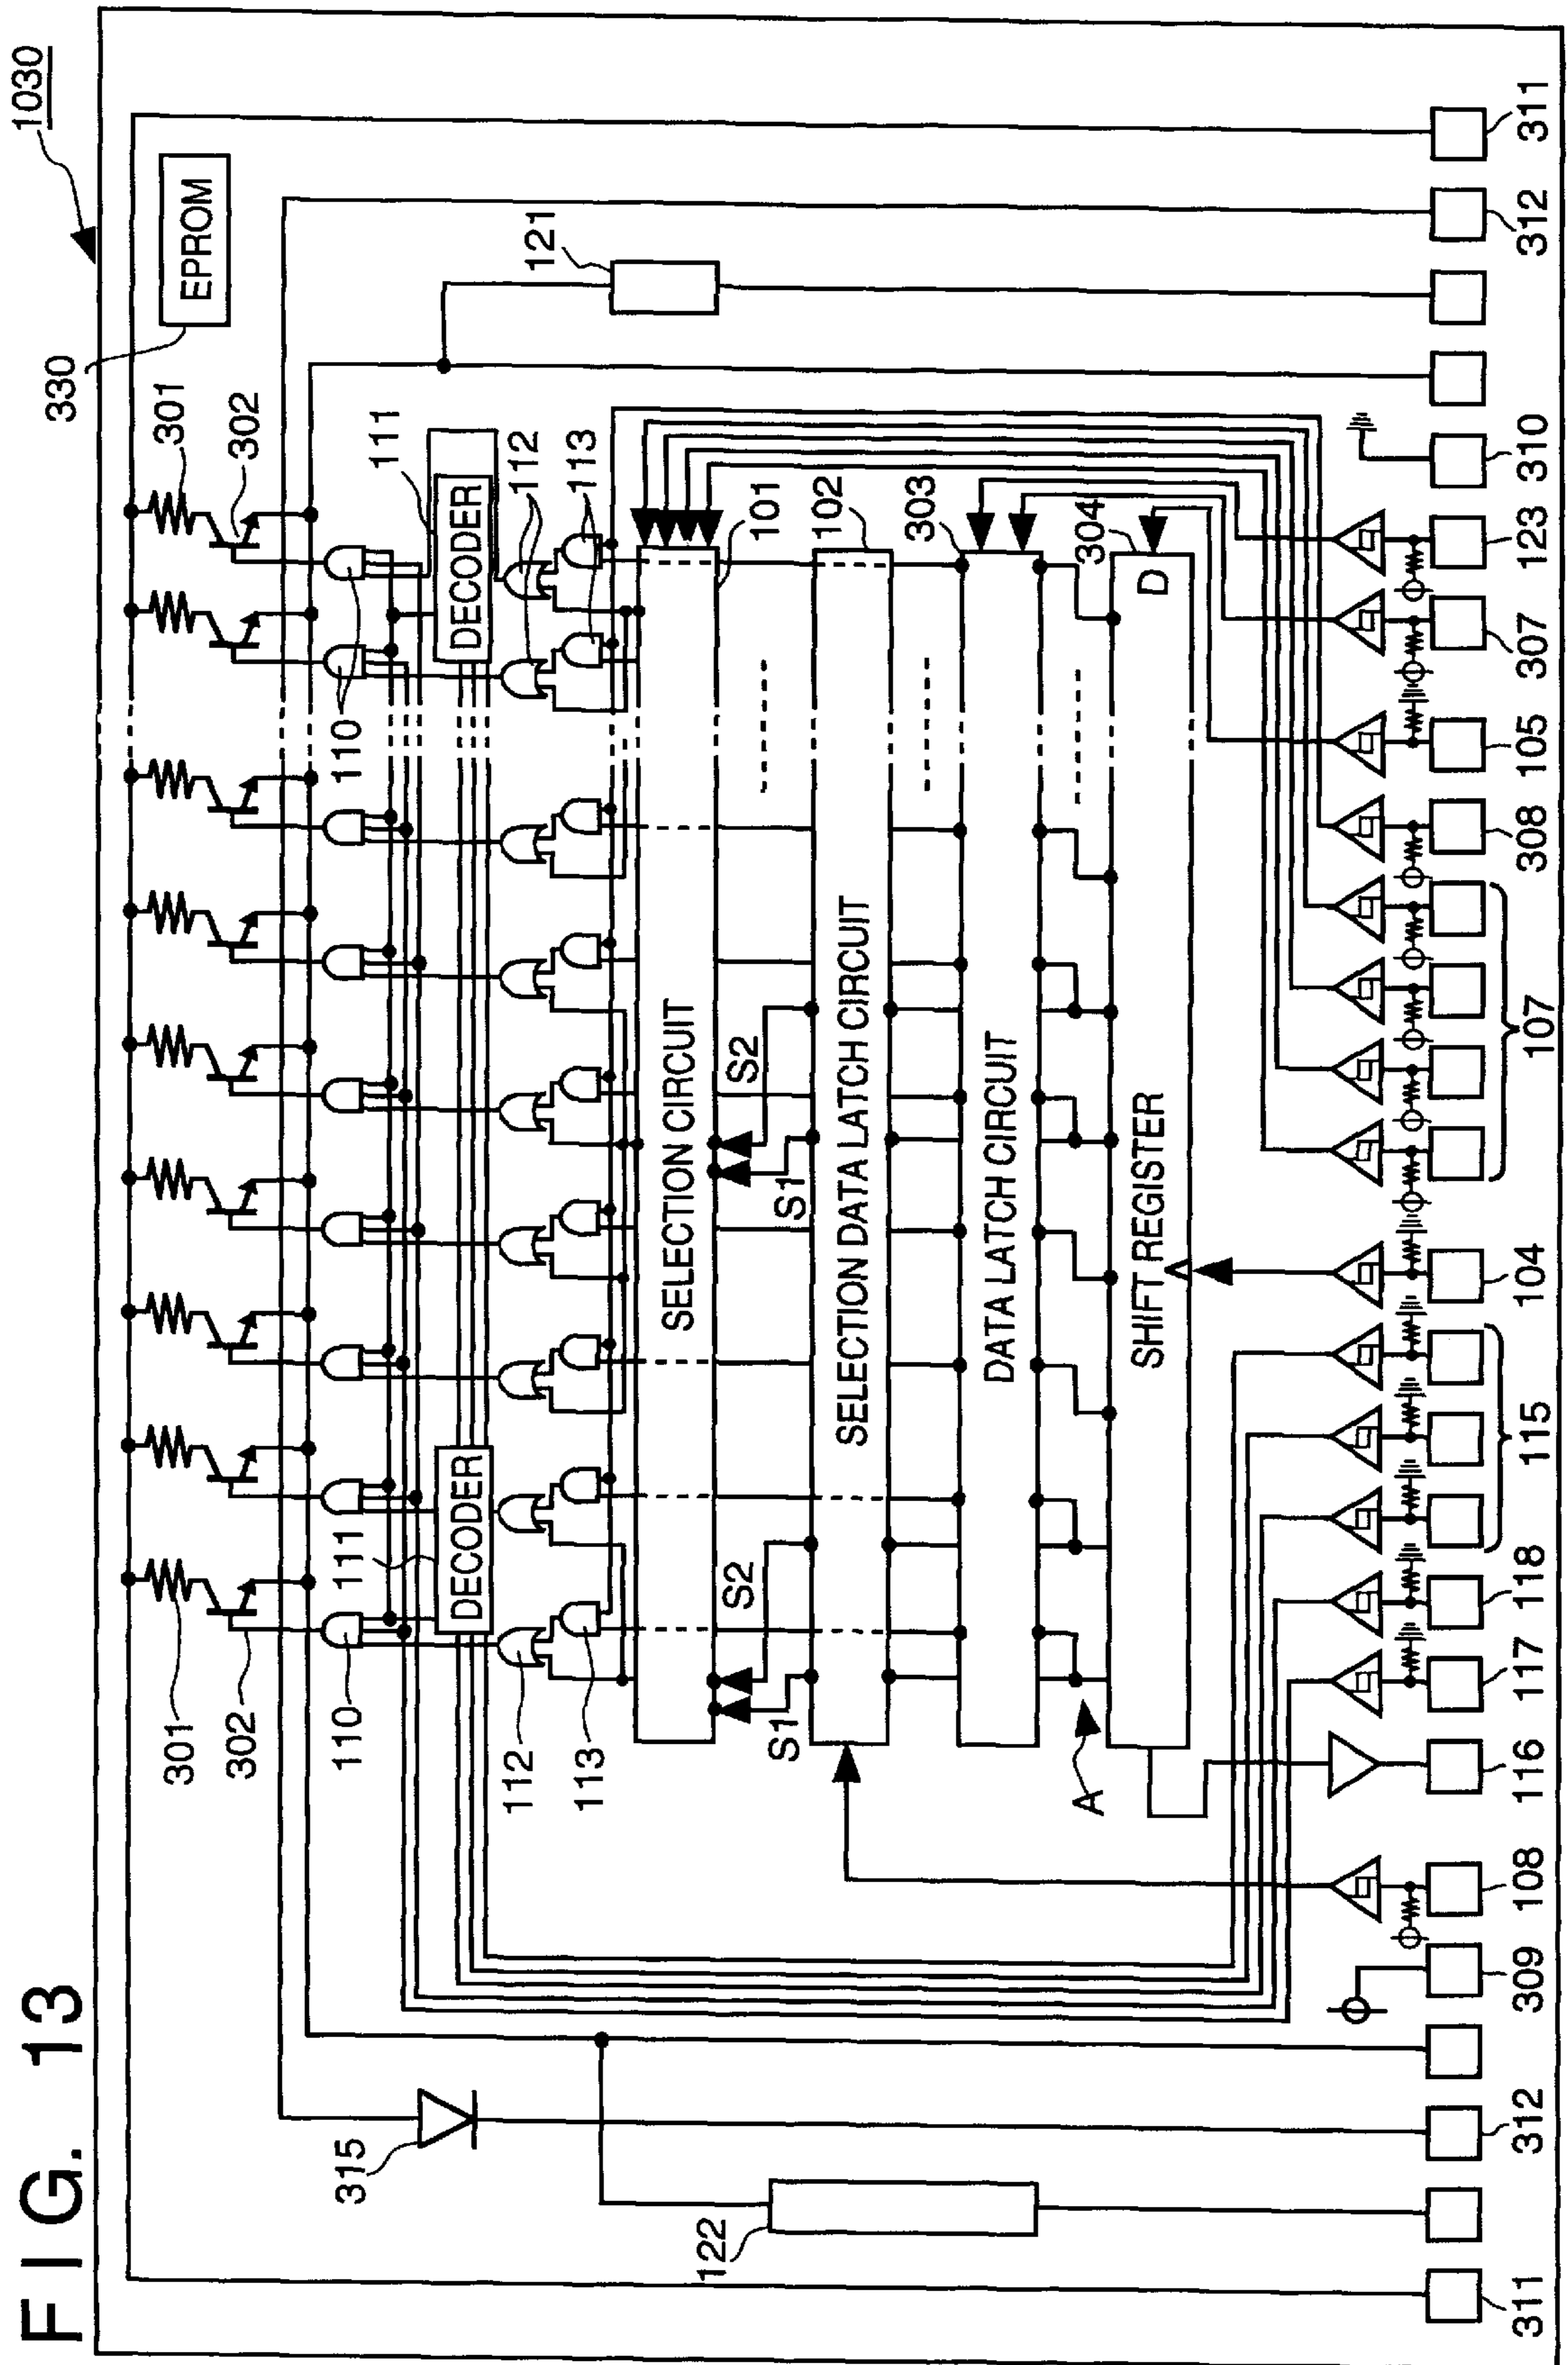 FIG. 13
1030
330
EPROM
301
302
301
302
315
110
110
111
DECODER
111
DECODER
112
113
112
113
121
122
SELECTION CIRCUIT
101
S1
S2
S1
S2
SELECTION DATA LATCH CIRCUIT
102
DATA LATCH CIRCUIT
303
A
SHIFT REGISTER
D
304
311
312
309
108
116
117
118
115
104
107
308
105
307
123
310
312
311